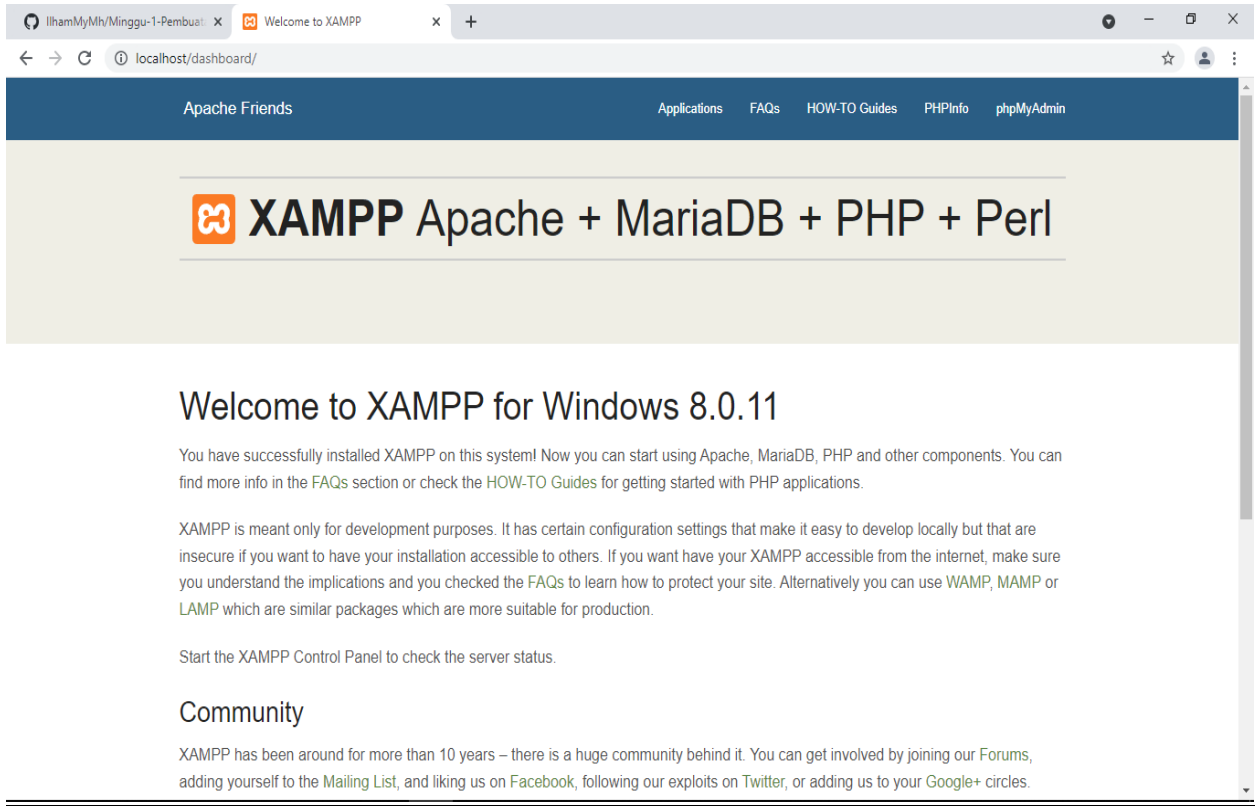 IlhamMyMh/Minggu-1-Pembuat
Welcome to XAMPP
localhost/dashboard/
Apache Friends
Applications FAQs HOW-TO Guides PHPInfo phpMyAdmin
XAMPP Apache + MariaDB + PHP + Perl
Welcome to XAMPP for Windows 8.0.11
You have successfully installed XAMPP on this system! Now you can start using Apache, MariaDB, PHP and other components. You can
find more info in the FAQs section or check the HOW-TO Guides for getting started with PHP applications.
XAMPP is meant only for development purposes. It has certain configuration settings that make it easy to develop locally but that are
insecure if you want to have your installation accessible to others. If you want have your XAMPP accessible from the internet, make sure
you understand the implications and you checked the FAQs to learn how to protect your site. Alternatively you can use WAMP, MAMP or
LAMP which are similar packages which are more suitable for production.
Start the XAMPP Control Panel to check the server status.
Community
XAMPP has been around for more than 10 years – there is a huge community behind it. You can get involved by joining our Forums,
adding yourself to the Mailing List, and liking us on Facebook, following our exploits on Twitter, or adding us to your Google+ circles.